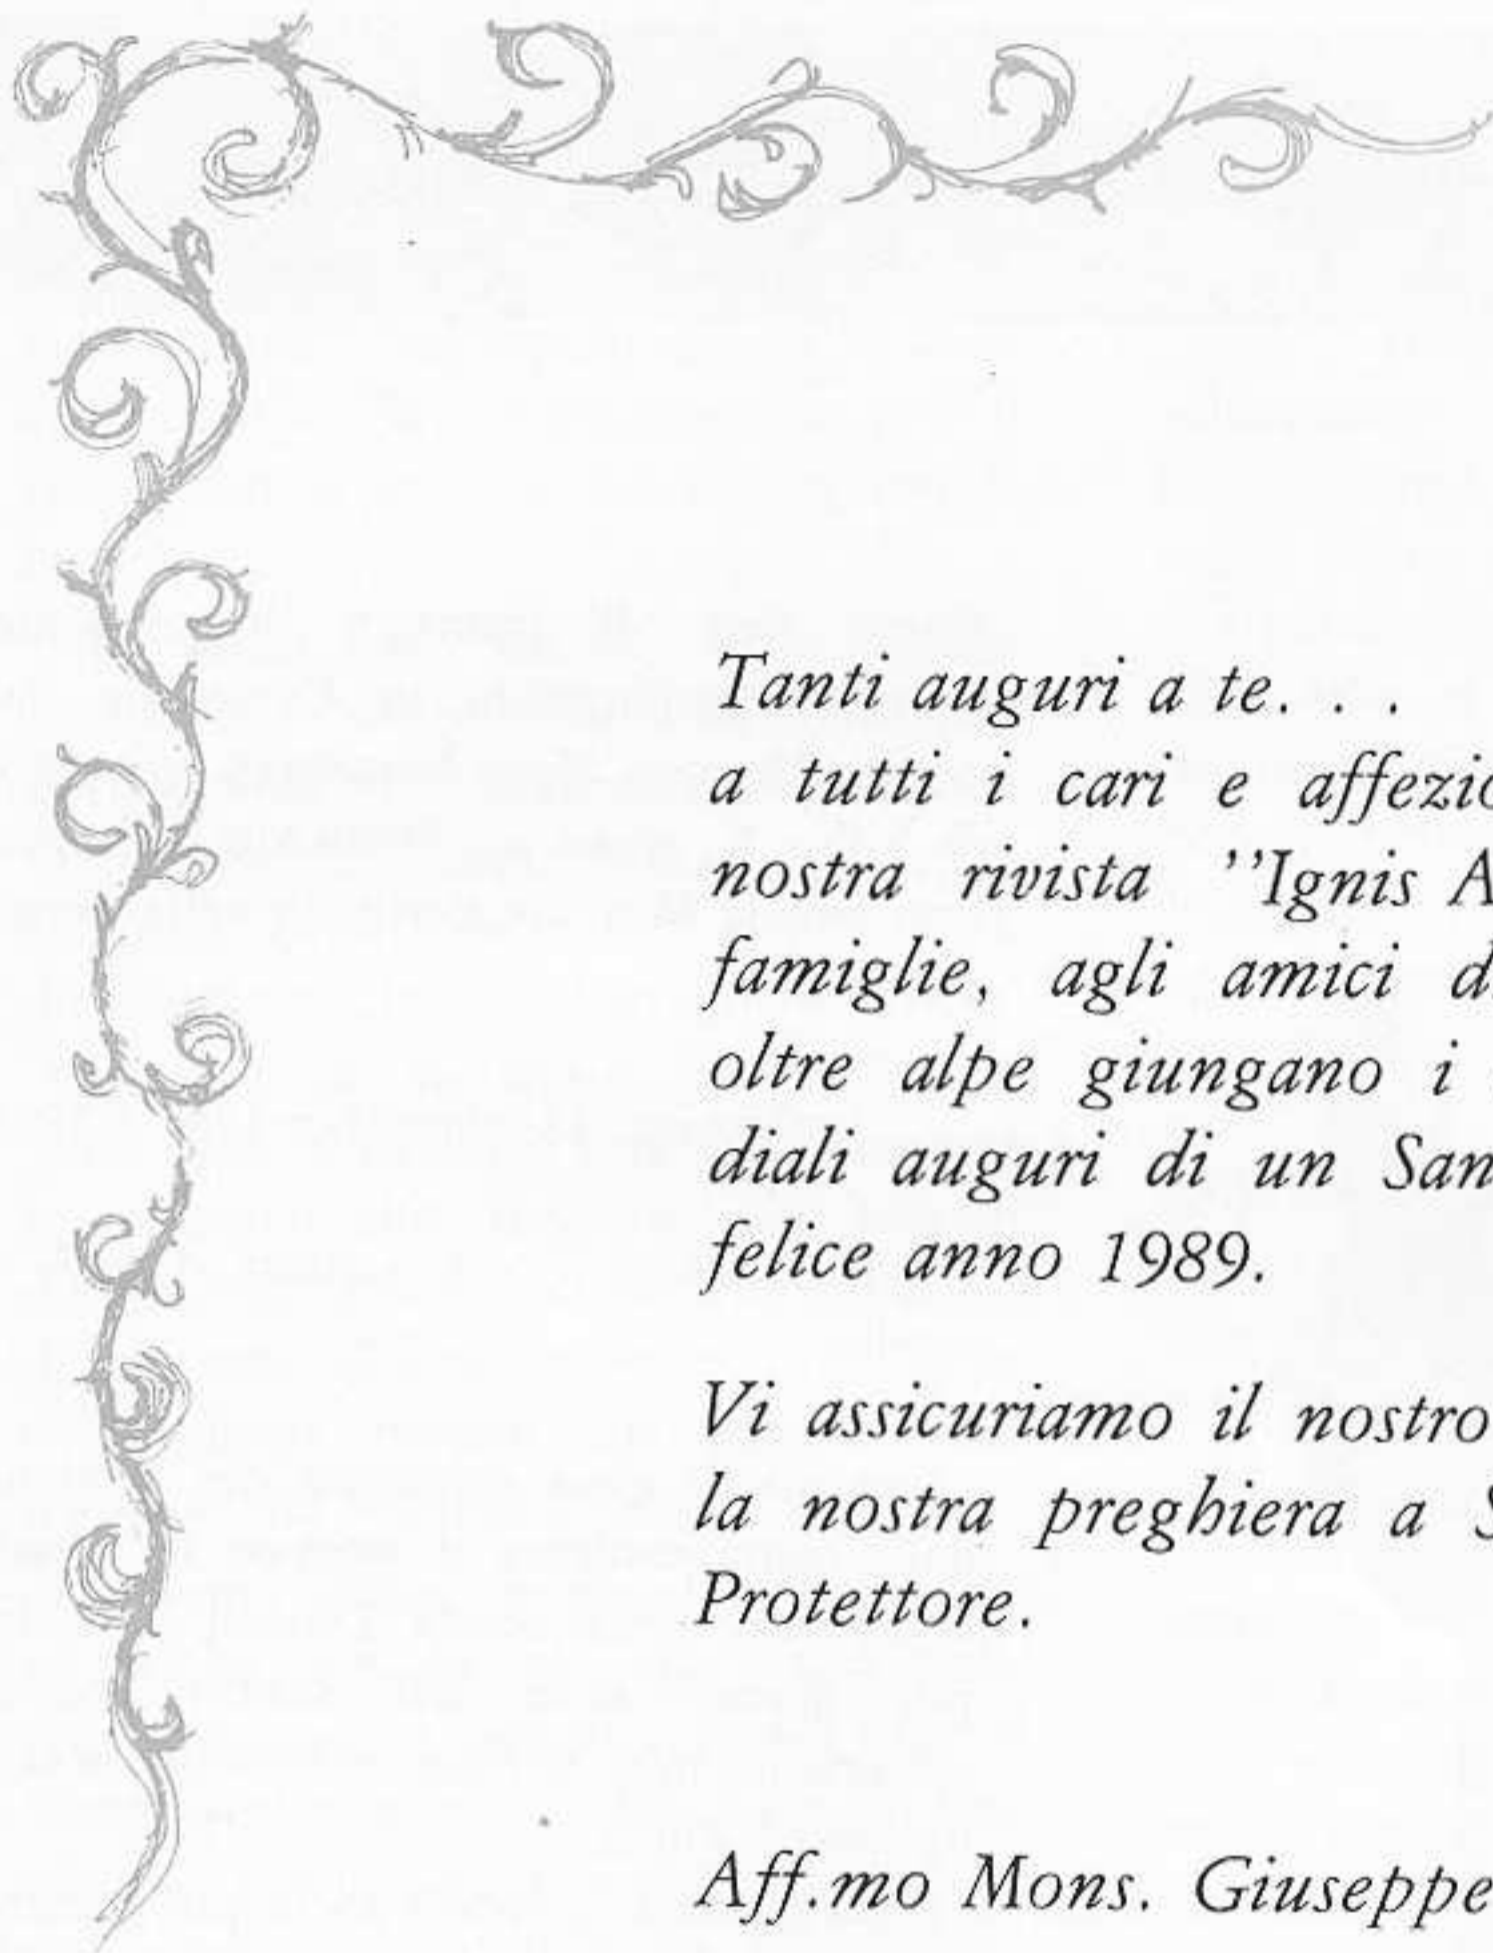 Tanti auguri a te. . .
a tutti i cari e affezio
nostra rivista ''Ignis A
famiglie, agli amici d
oltre alpe giungano i
diali auguri di un San
felice anno 1989.
Vi assicuriamo il nostro
la nostra preghiera a S
Protettore.
Aff.mo Mons. Giuseppe